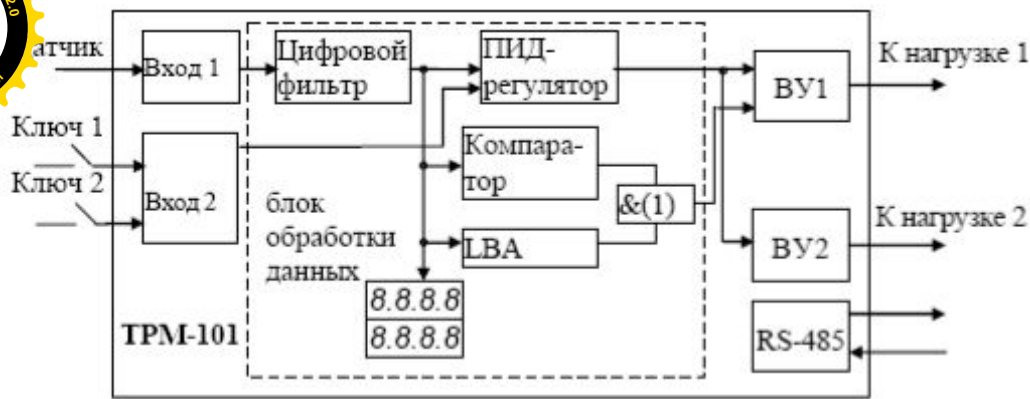 Вход 1
Цифровой
фильтр
ПИД-
регулятор
ВУ1
К нагрузке 1
Ключ 1
Ключ 2
Вход 2
Компара-
тор
&(1)
LBA
блок
обработки
данных
8.8.8.8
8.8.8.8
ТРМ-101
ВУ2
К нагрузке 2
RS-485